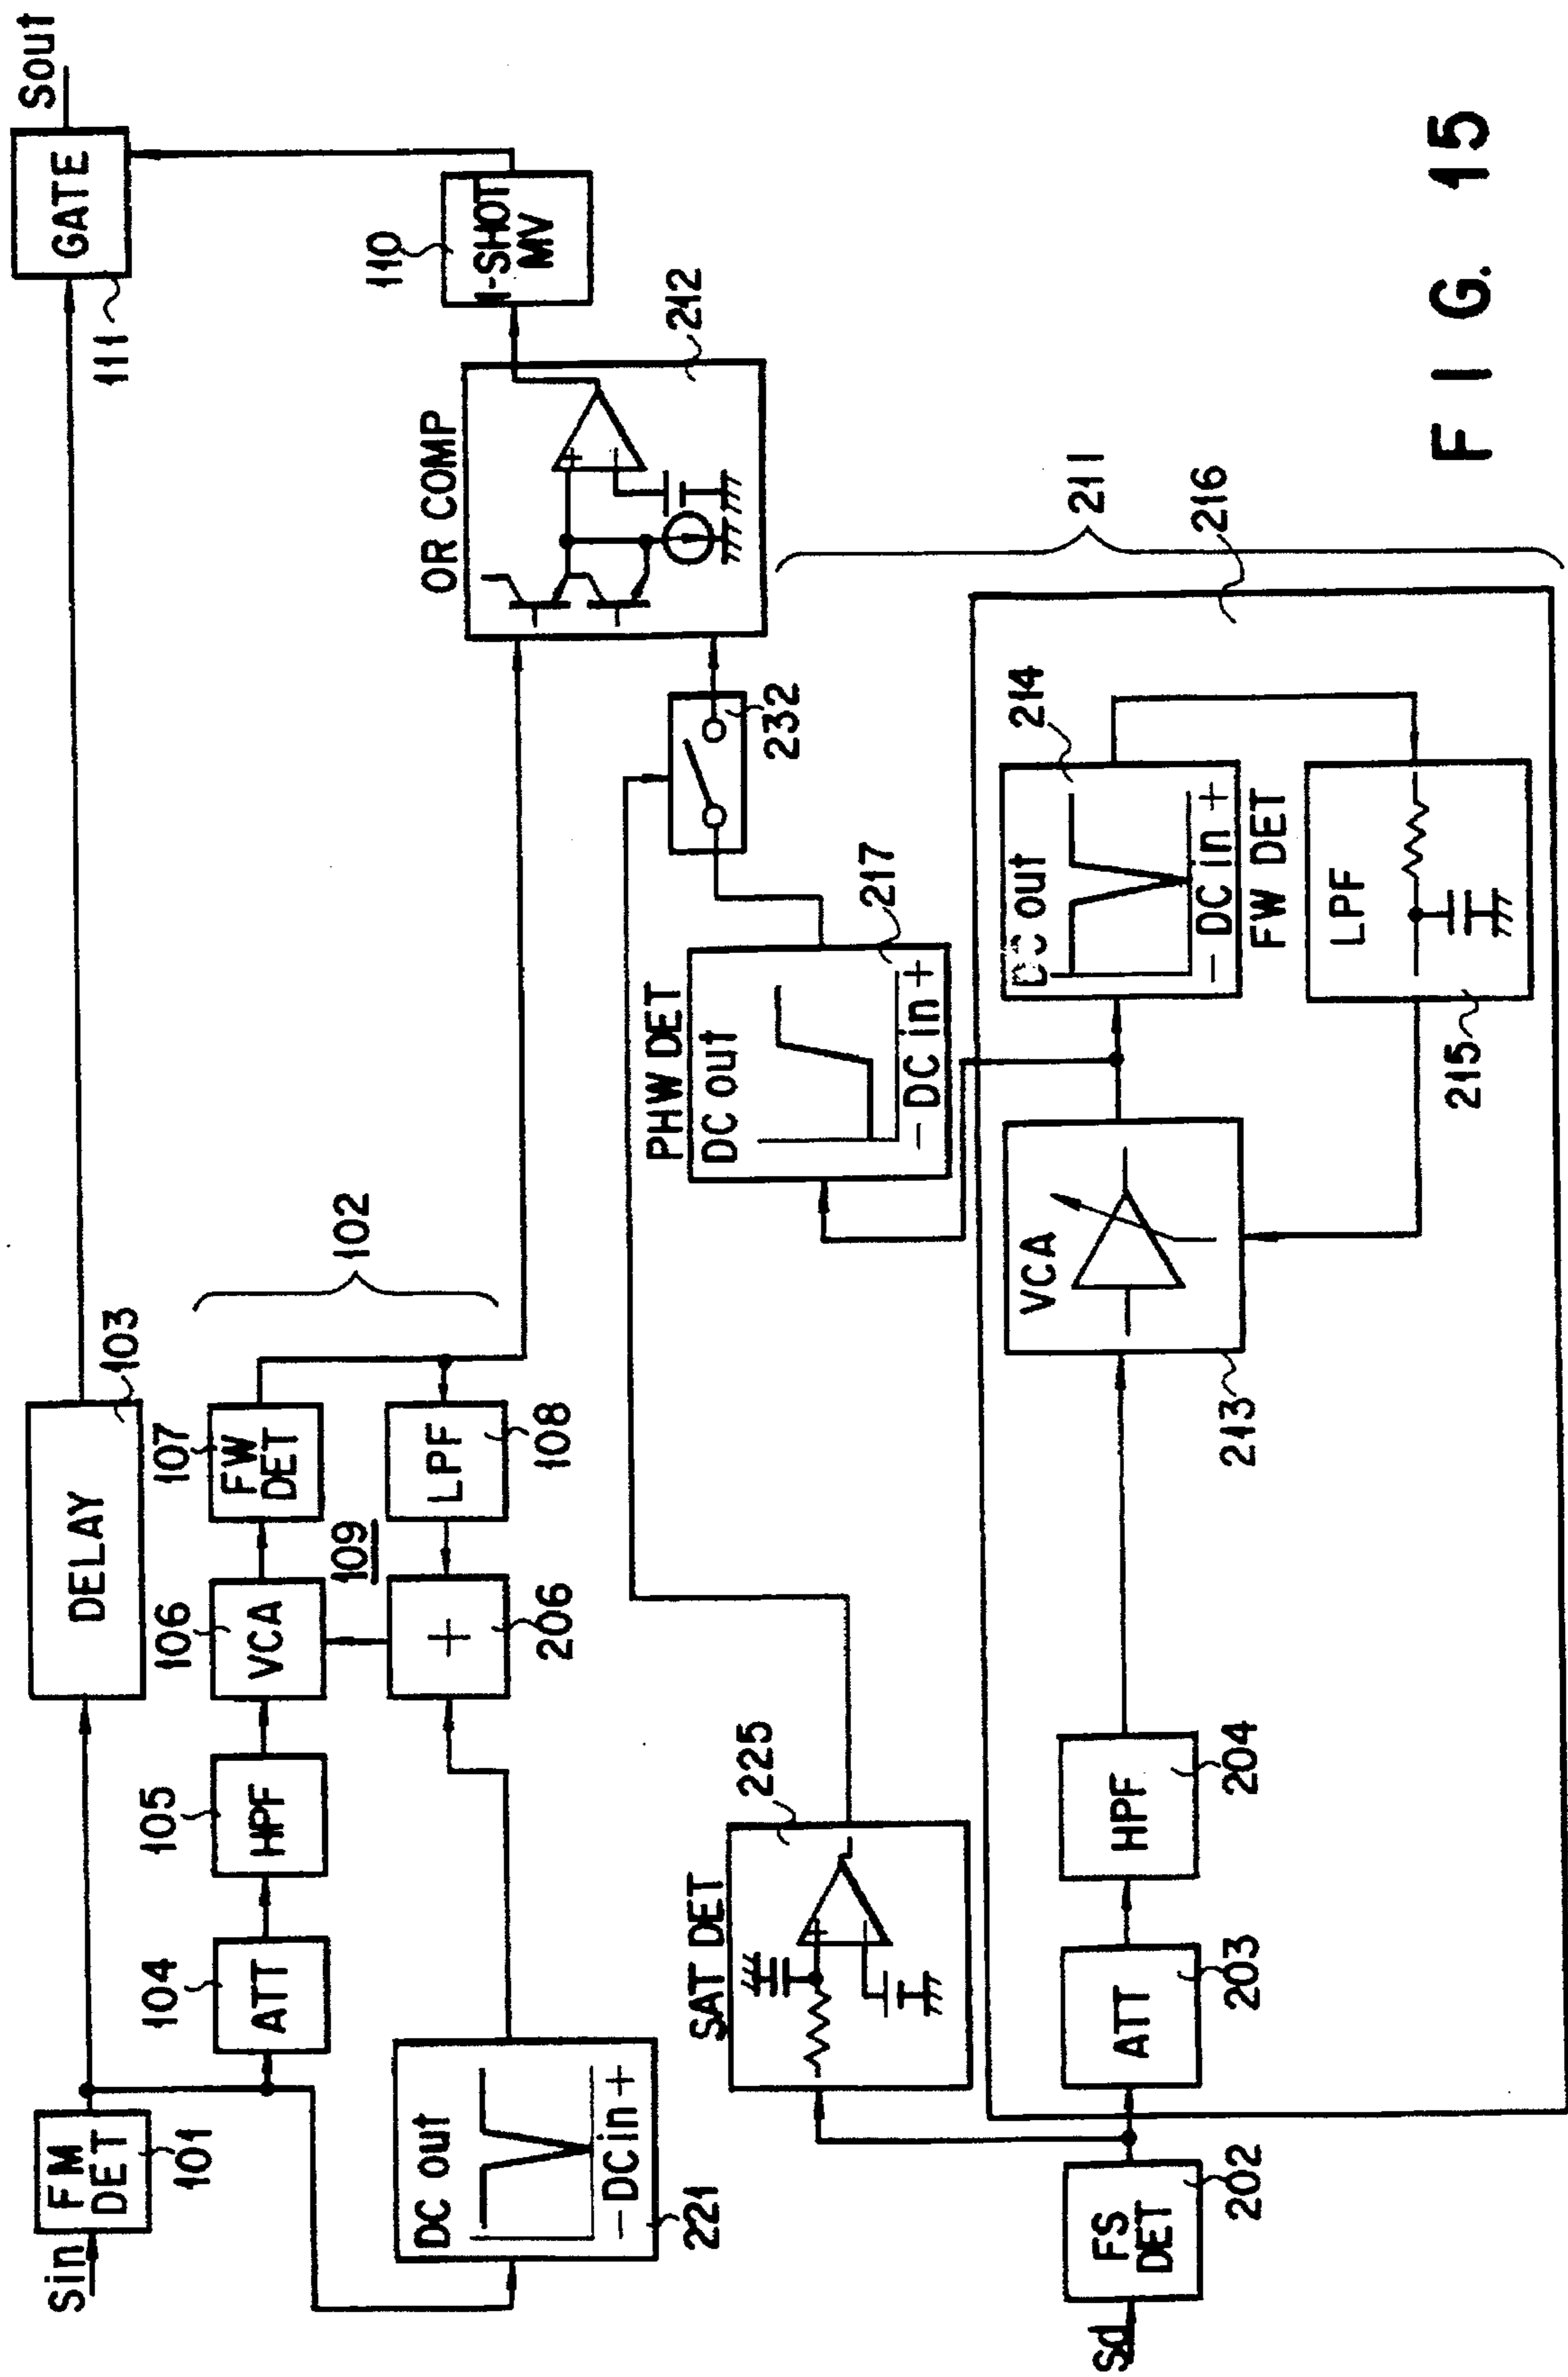 Sin
FM
DET
101
DELAY
103
111
GATE
Sout
104
ATT
105
HPF
106
VCA
107
FW
DET
102
109
206
+
LPF
108
221
DC out
- DC in +
OR COMP
+
-
212
110
1-SHOT
MV
SAT DET
225
+
-
PHW DET
DC out
- DC in +
217
232
211
216
Sd
FS
DET
202
ATT
203
HPF
204
VCA
213
214
DC out
- DC in +
FW DET
LPF
215
FIG. 15